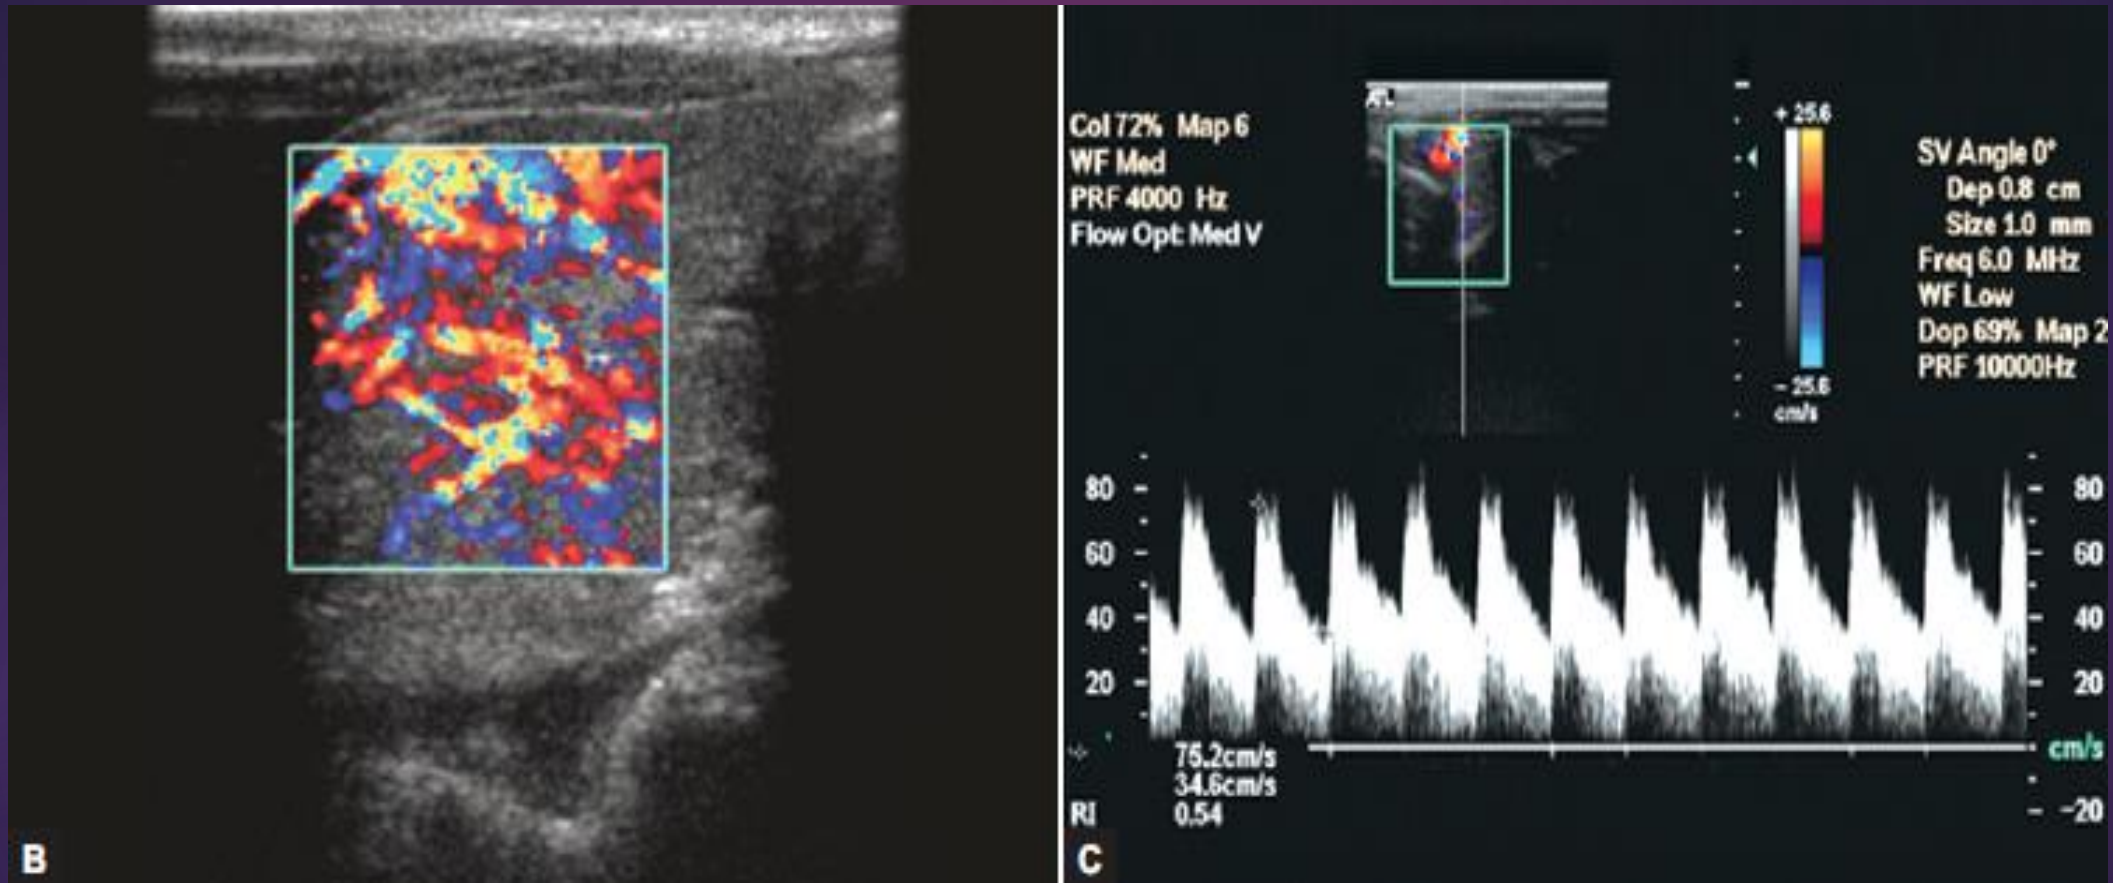 B
Col 72% Map 6
WF Med
PRF 4000 Hz
Flow Opt: Med V
+ 25.6
- 25.6
cm/s
SV Angle 0°
Dep 0.8 cm
Size 1.0 mm
Freq 6.0 MHz
WF Low
Dop 69% Map 2
PRF 10000Hz
80
60
40
20
80
60
40
20
cm/s
-20
75.2cm/s
34.6cm/s
RI 0.54
C